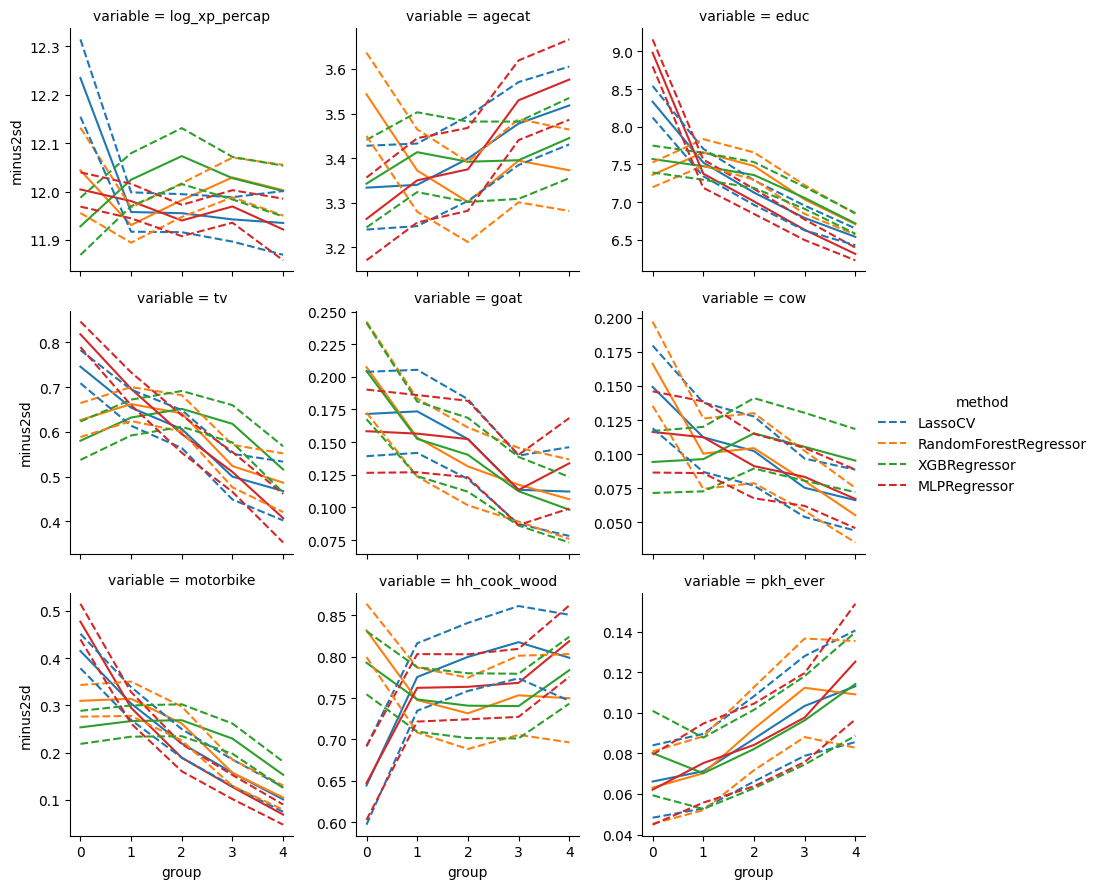 variable = log_xp_percap
12.3
12.2
12.1
12.0
11.9
minus2sd
variable = agecat
3.6
3.5
3.4
3.3
3.2
variable = educ
9.0
8.5
8.0
7.5
7.0
6.5
variable = tv
0.8
0.7
0.6
0.5
0.4
minus2sd
variable = goat
0.250
0.225
0.200
0.175
0.150
0.125
0.100
0.075
variable = cow
0.200
0.175
0.150
0.125
0.100
0.075
0.050
method
LassoCV
RandomForestRegressor
XGBRegressor
MLPRegressor
variable = motorbike
0.5
0.4
0.3
0.2
0.1
minus2sd
0 1 2 3 4
group
variable = hh_cook_wood
0.85
0.80
0.75
0.70
0.65
0.60
0 1 2 3 4
group
variable = pkh_ever
0.14
0.12
0.10
0.08
0.06
0.04
0 1 2 3 4
group